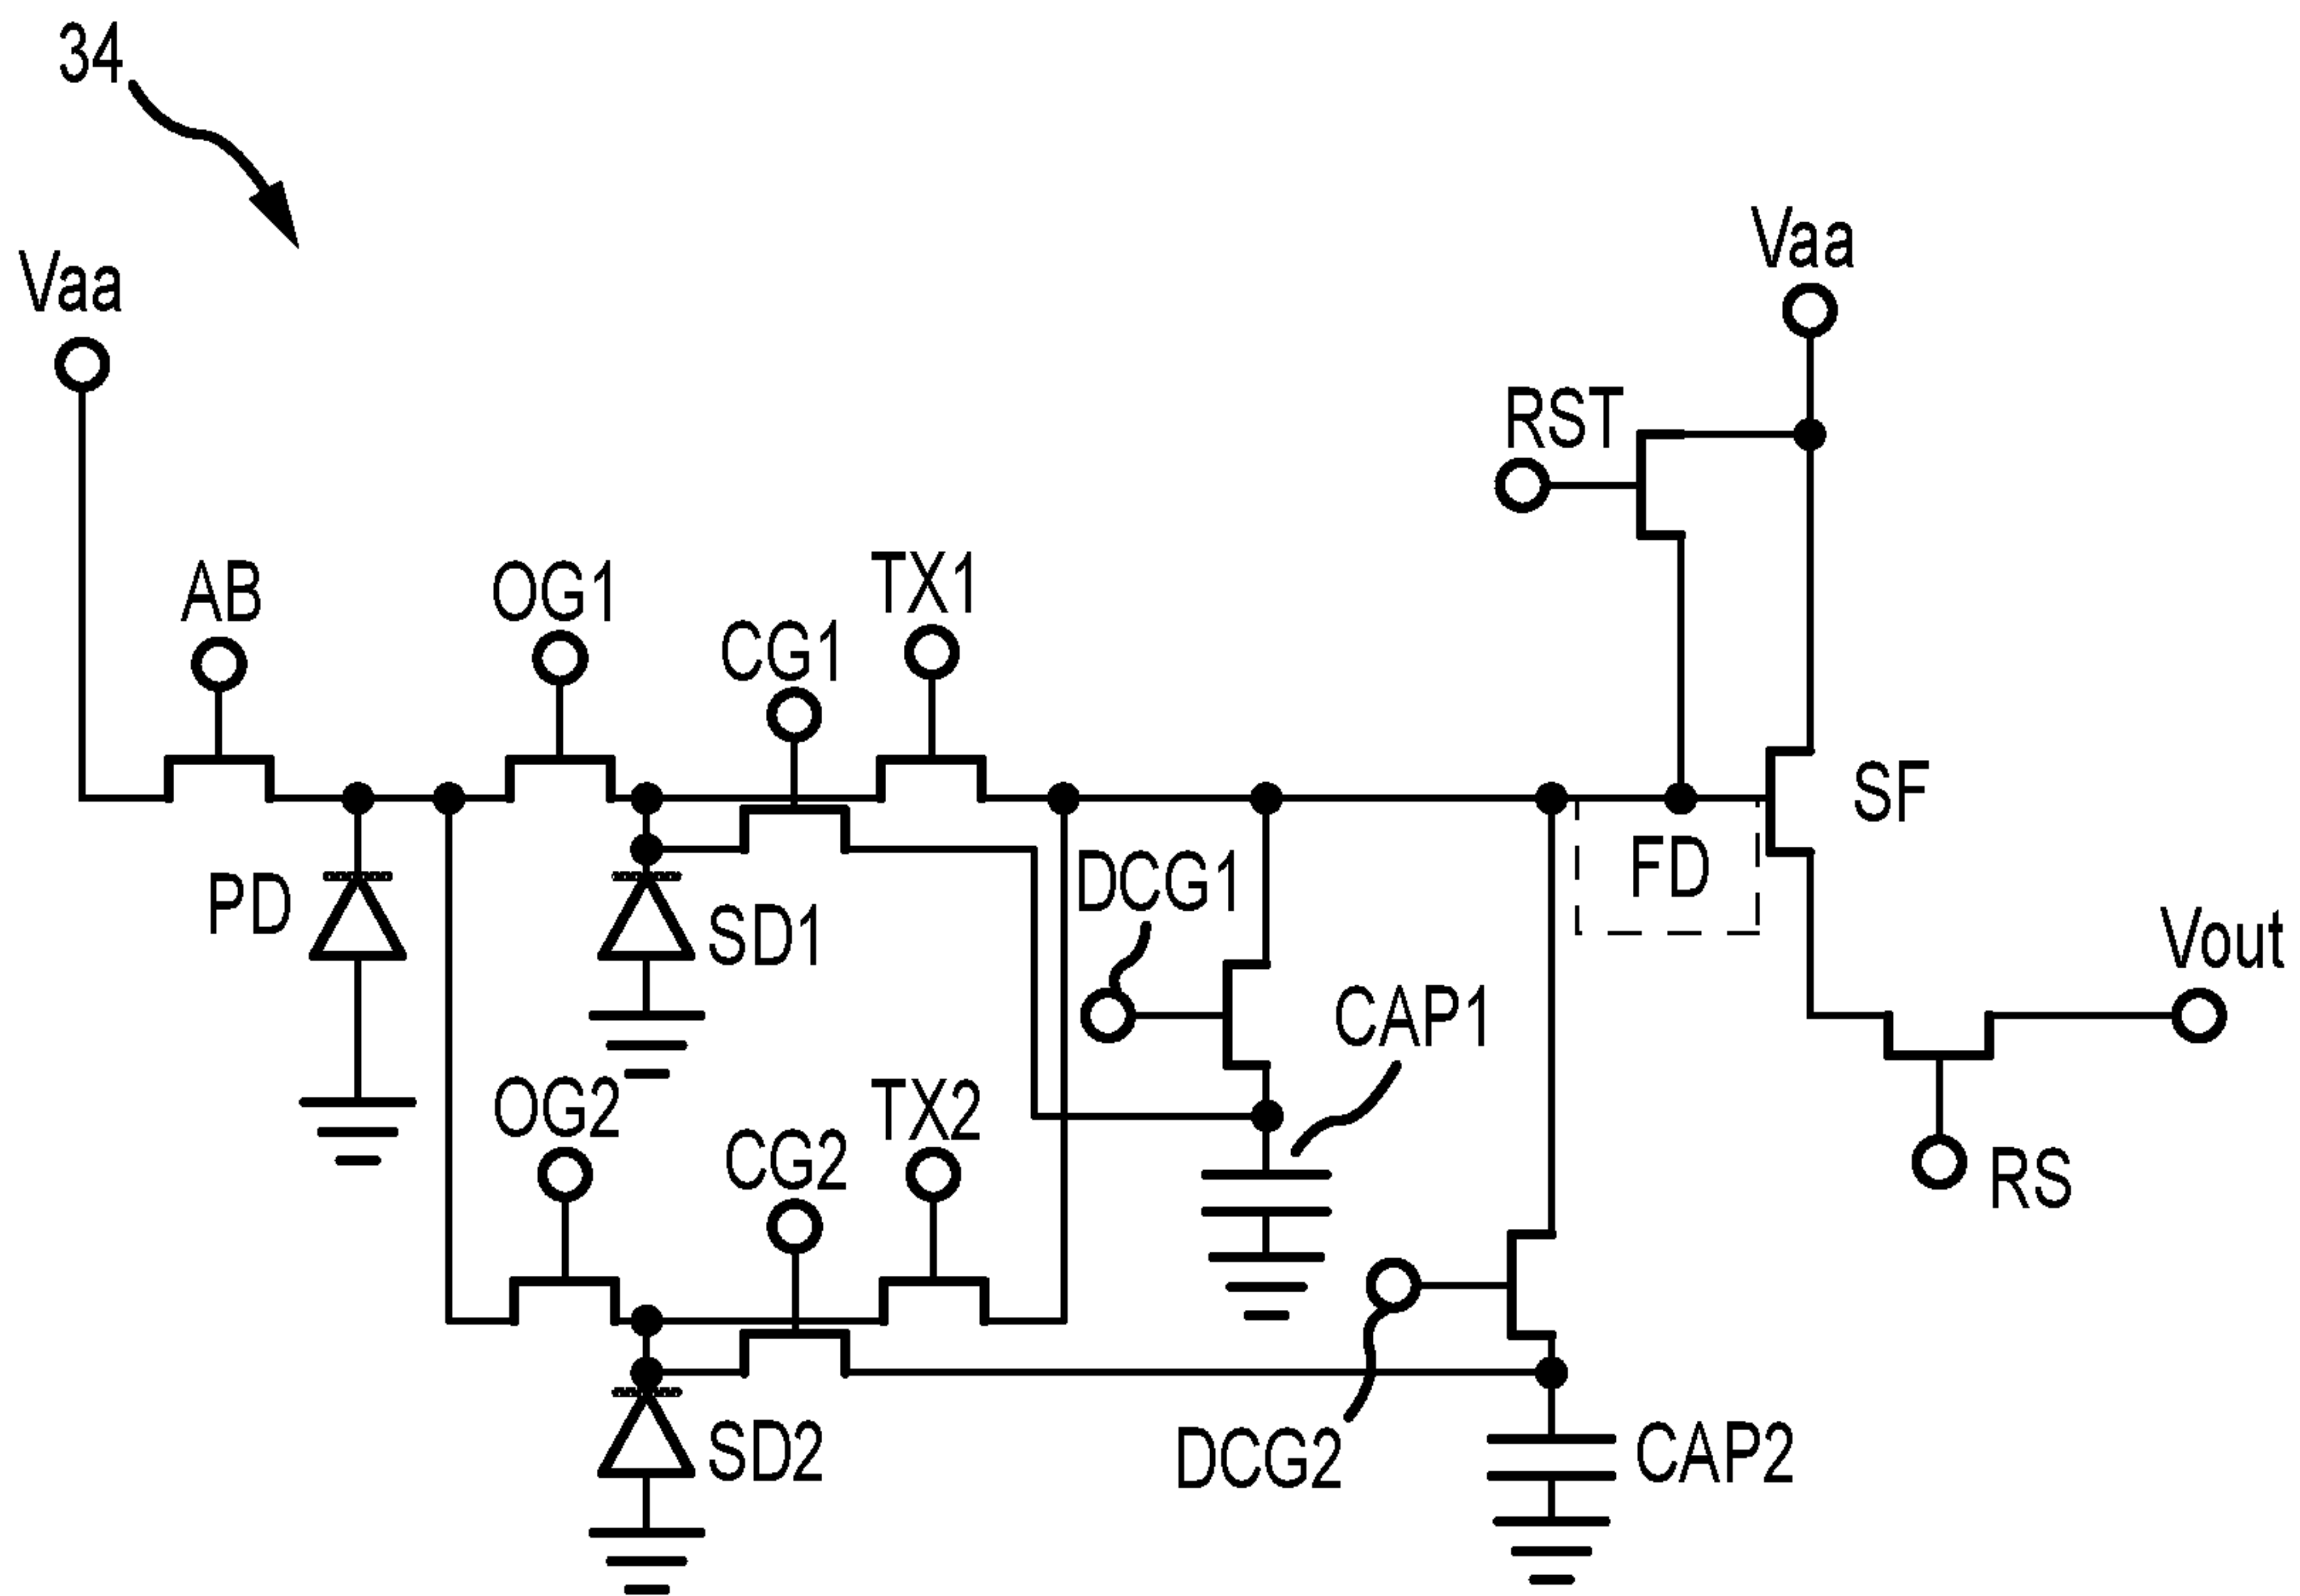 34
Vaa
Vaa
RST
AB
OG1
TX1
CG1
SF
FD
DCG1
PD
SD1
Vout
CAP1
OG2
TX2
CG2
RS
DCG2
SD2
CAP2